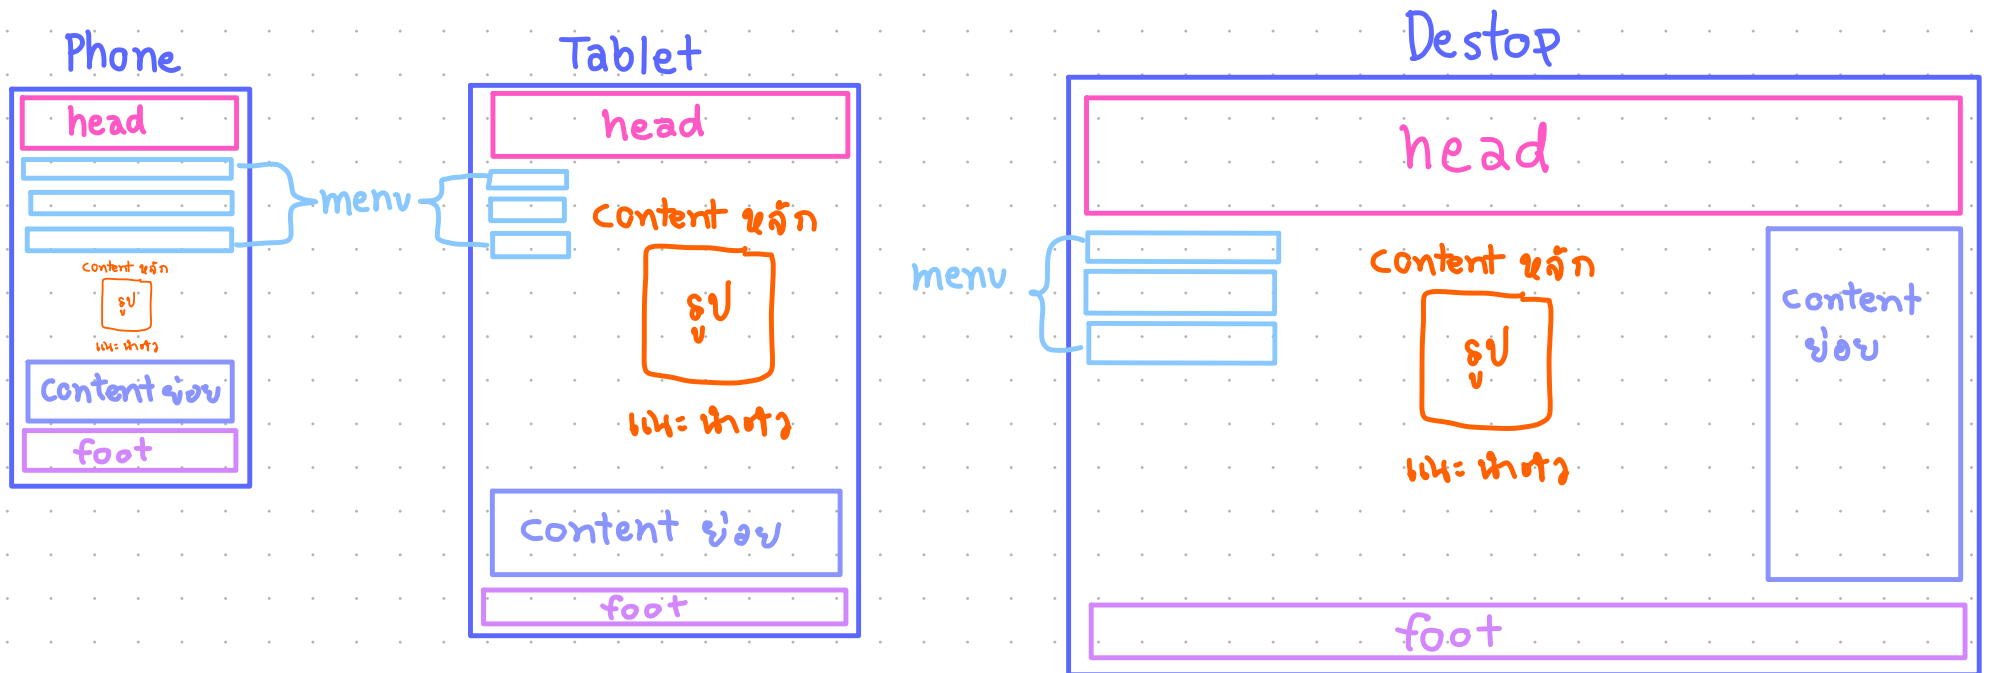 Phone
head
menu
content หลัก
รูป
แนะนำตัว
content ย่อย
foot
Tablet
head
content หลัก
รูป
แนะนำตัว
content ย่อย
foot
Destop
head
menu
content หลัก
รูป
แนะนำตัว
content
ย่อย
foot